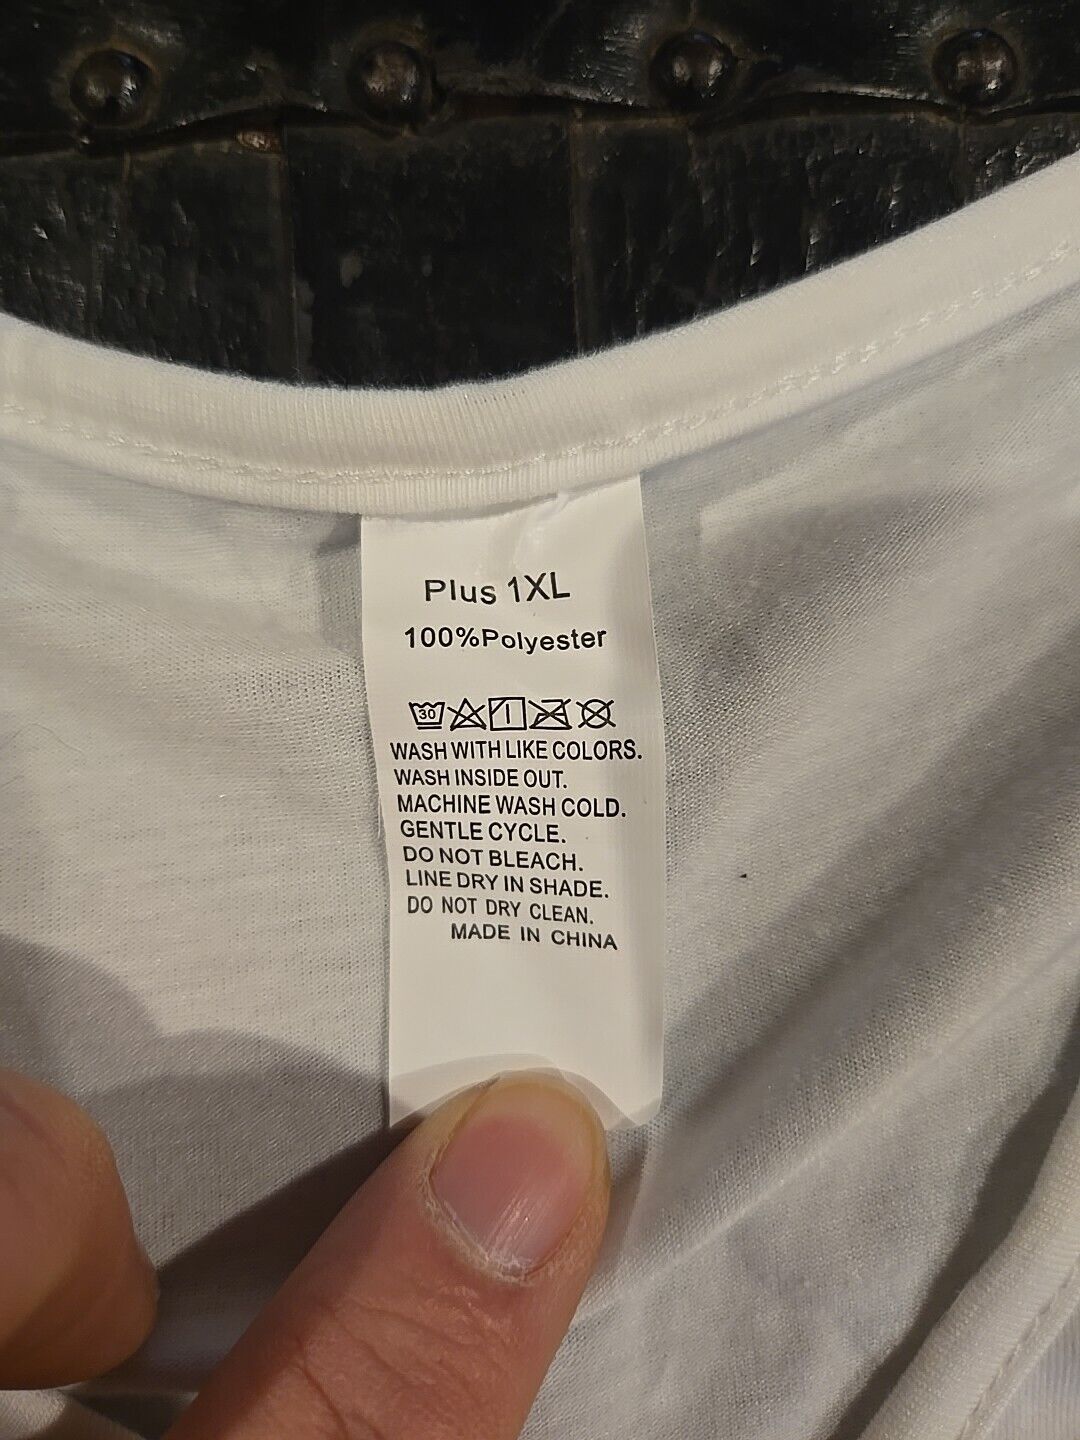 Plus 1XL
100%Polyester
30
WASH WITH LIKE COLORS.
WASH INSIDE OUT.
MACHINE WASH COLD.
GENTLE CYCLE.
DO NOT BLEACH.
LINE DRY IN SHADE.
DO NOT DRY CLEAN.
MADE IN CHINA